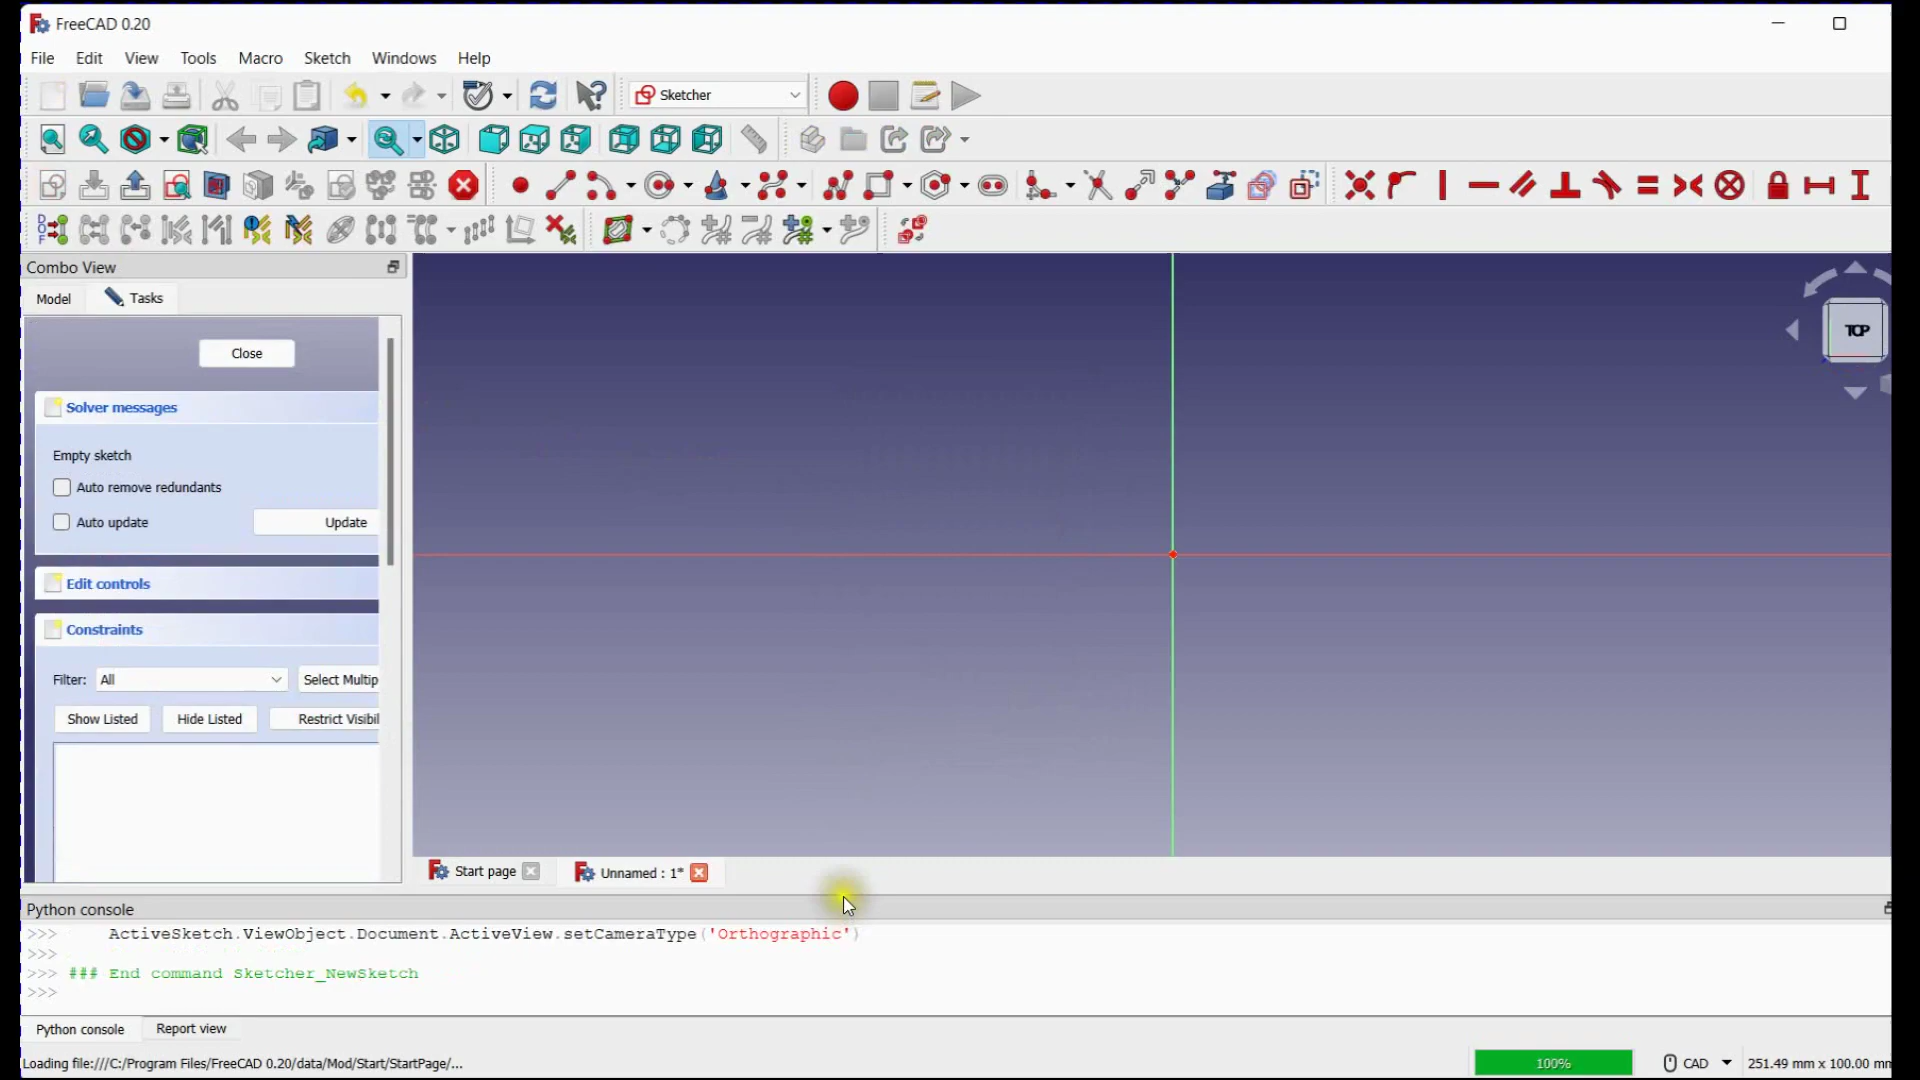 FreeCAD 0.20
File Edit View Tools Macro Sketch Windows Help
Sketcher
DOF
Combo View
Model Tasks
Close
Solver messages
Empty sketch
Auto remove redundants
Auto update Update
Edit controls
Constraints
Filter: All Select Multip
Show Listed Hide Listed Restrict Visibil
TOP
Start page Unnamed : 1*
Python console
>>> ActiveSketch.ViewObject.Document.ActiveView.setCameraType('Orthographic')
>>>
>>> ### End command Sketcher_NewSketch
>>>
Python console Report view
Loading file:///C:/Program Files/FreeCAD 0.20/data/Mod/Start/StartPage/... 100% CAD 251.49 mm x 100.00 mm